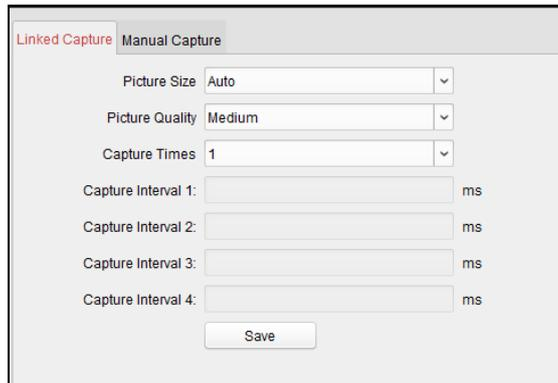 Linked Capture Manual Capture
Picture Size Auto
Picture Quality Medium
Capture Times 1
Capture Interval 1: ms
Capture Interval 2: ms
Capture Interval 3: ms
Capture Interval 4: ms
Save